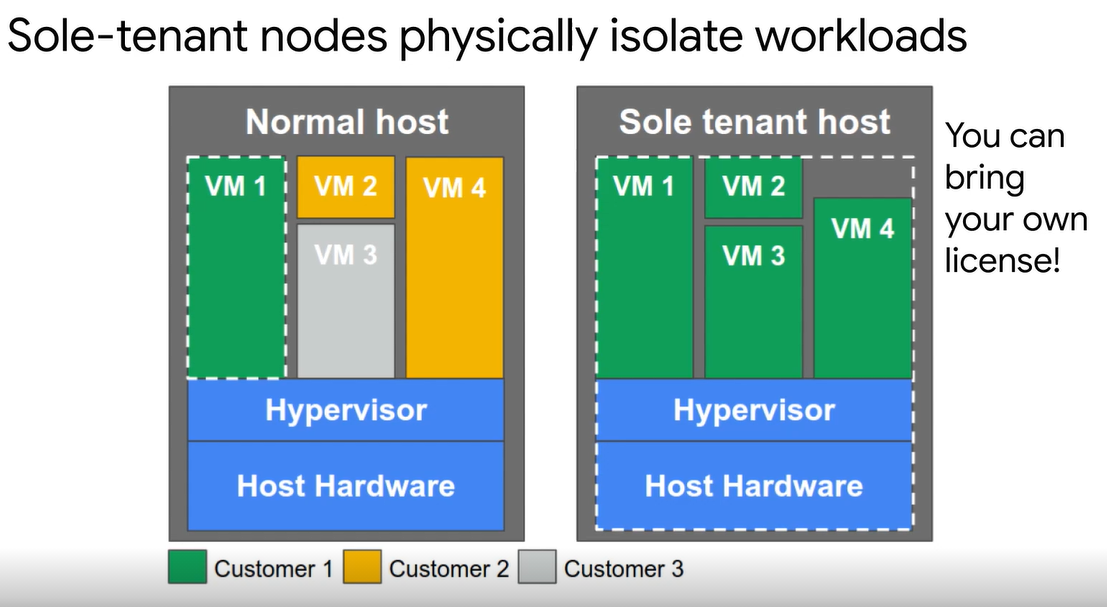 Sole-tenant nodes physically isolate workloads
Normal host
VM 1
VM 2
VM 4
VM 3
Hypervisor
Host Hardware
Sole tenant host
VM 1
VM 2
VM 4
VM 3
Hypervisor
Host Hardware
You can
bring
your own
license!
Customer 1
Customer 2
Customer 3